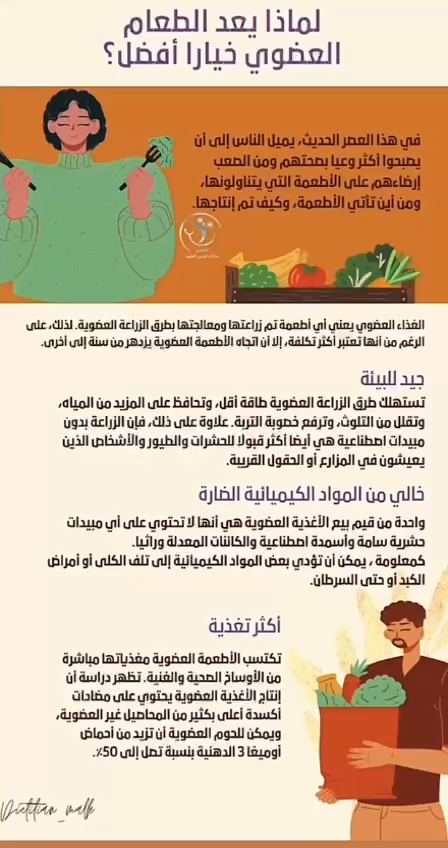 لماذا يعد الطعام
العضوي خيارا أفضل؟
في هذا العصر الحديث، يميل الناس إلى أن
يصبحوا أكثر وعيا بصحتهم ومن الصعب
إرضاءهم على الأطعمة التي يتناولونها،
ومن أين تأتي الأطعمة، وكيف تم إنتاجها.
الغذاء العضوي يعني أي أطعمة تم زراعتها ومعالجتها بطرق الزراعة العضوية. لذلك، على
الرغم من أنها تعتبر أكثر تكلفة، إلا أن اتجاه الأطعمة العضوية يزدهر من سنة إلى أخرى.
جيد للبيئة
تستهلك طرق الزراعة العضوية طاقة أقل، وتحافظ على المزيد من المياه،
وتقلل من التلوث، وترفع خصوبة التربة. علاوة على ذلك، فإن الزراعة بدون
مبيدات اصطناعية هي أيضا أكثر قبولا للحشرات والطيور والأشخاص الذين
يعيشون في المزارع أو الحقول القريبة.
خالي من المواد الكيميائية الضارة
واحدة من قيم بيع الأغذية العضوية هي أنها لا تحتوي على أي مبيدات
حشرية سامة وأسمدة اصطناعية والكائنات المعدلة وراثيا.
كمعلومة ، يمكن أن تؤدي بعض المواد الكيميائية إلى تلف الكلى أو أمراض
الكبد أو حتى السرطان.
أكثر تغذية
تكتسب الأطعمة العضوية مغذياتها مباشرة
من الأوساخ الصحية والغنية. تظهر دراسة أن
إنتاج الأغذية العضوية يحتوي على مضادات
أكسدة أعلى بكثير من المحاصيل غير العضوية،
ويمكن للحوم العضوية أن تزيد من أحماض
أوميغا 3 الدهنية بنسبة تصل إلى 50٪.
Dietitian_malk